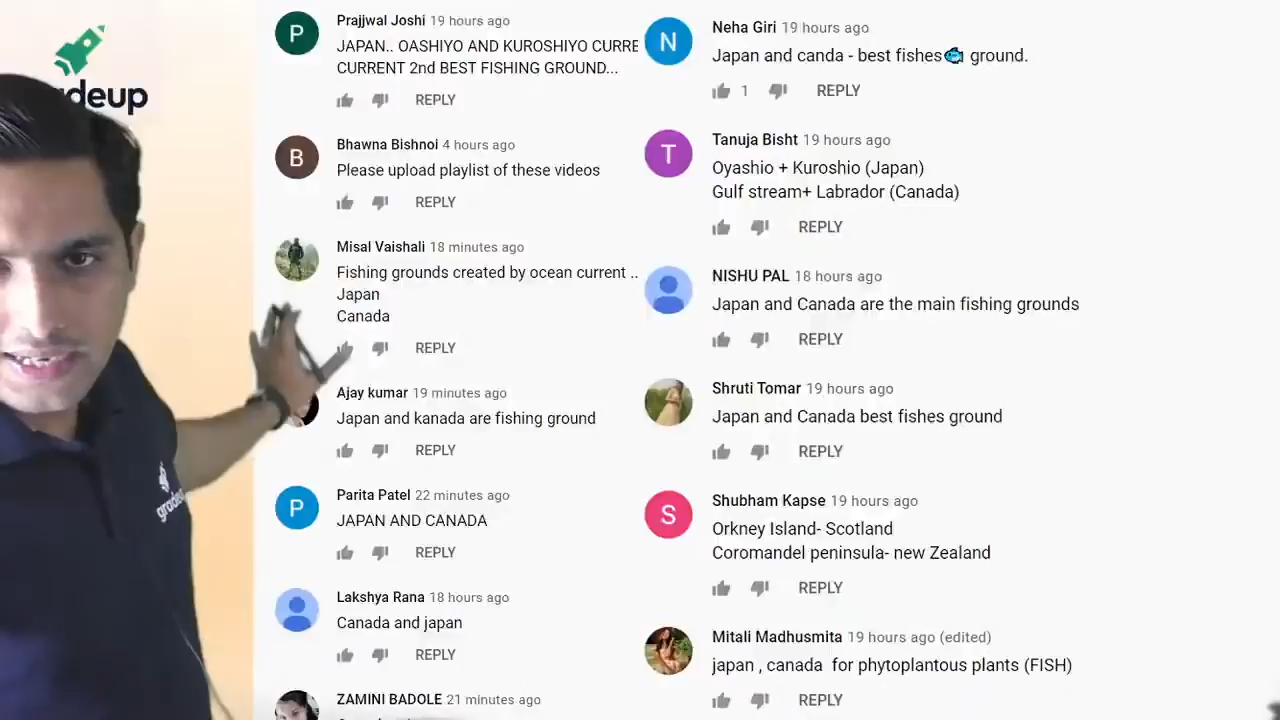 gradeup
P
Prajjwal Joshi 19 hours ago
JAPAN.. OASHIYO AND KUROSHIYO CURRE
CURRENT 2nd BEST FISHING GROUND...
REPLY
B
Bhawna Bishnoi 4 hours ago
Please upload playlist of these videos
REPLY
Misal Vaishali 18 minutes ago
Fishing grounds created by ocean current ..
Japan
Canada
REPLY
Ajay kumar 19 minutes ago
Japan and kanada are fishing ground
REPLY
P
Parita Patel 22 minutes ago
JAPAN AND CANADA
REPLY
Lakshya Rana 18 hours ago
Canada and japan
REPLY
ZAMINI BADOLE 21 minutes ago
N
Neha Giri 19 hours ago
Japan and canda - best fishes🐟 ground.
1 REPLY
T
Tanuja Bisht 19 hours ago
Oyashio + Kuroshio (Japan)
Gulf stream+ Labrador (Canada)
REPLY
NISHU PAL 18 hours ago
Japan and Canada are the main fishing grounds
REPLY
Shruti Tomar 19 hours ago
Japan and Canada best fishes ground
REPLY
S
Shubham Kapse 19 hours ago
Orkney Island- Scotland
Coromandel peninsula- new Zealand
REPLY
Mitali Madhusmita 19 hours ago (edited)
japan , canada for phytoplantous plants (FISH)
REPLY